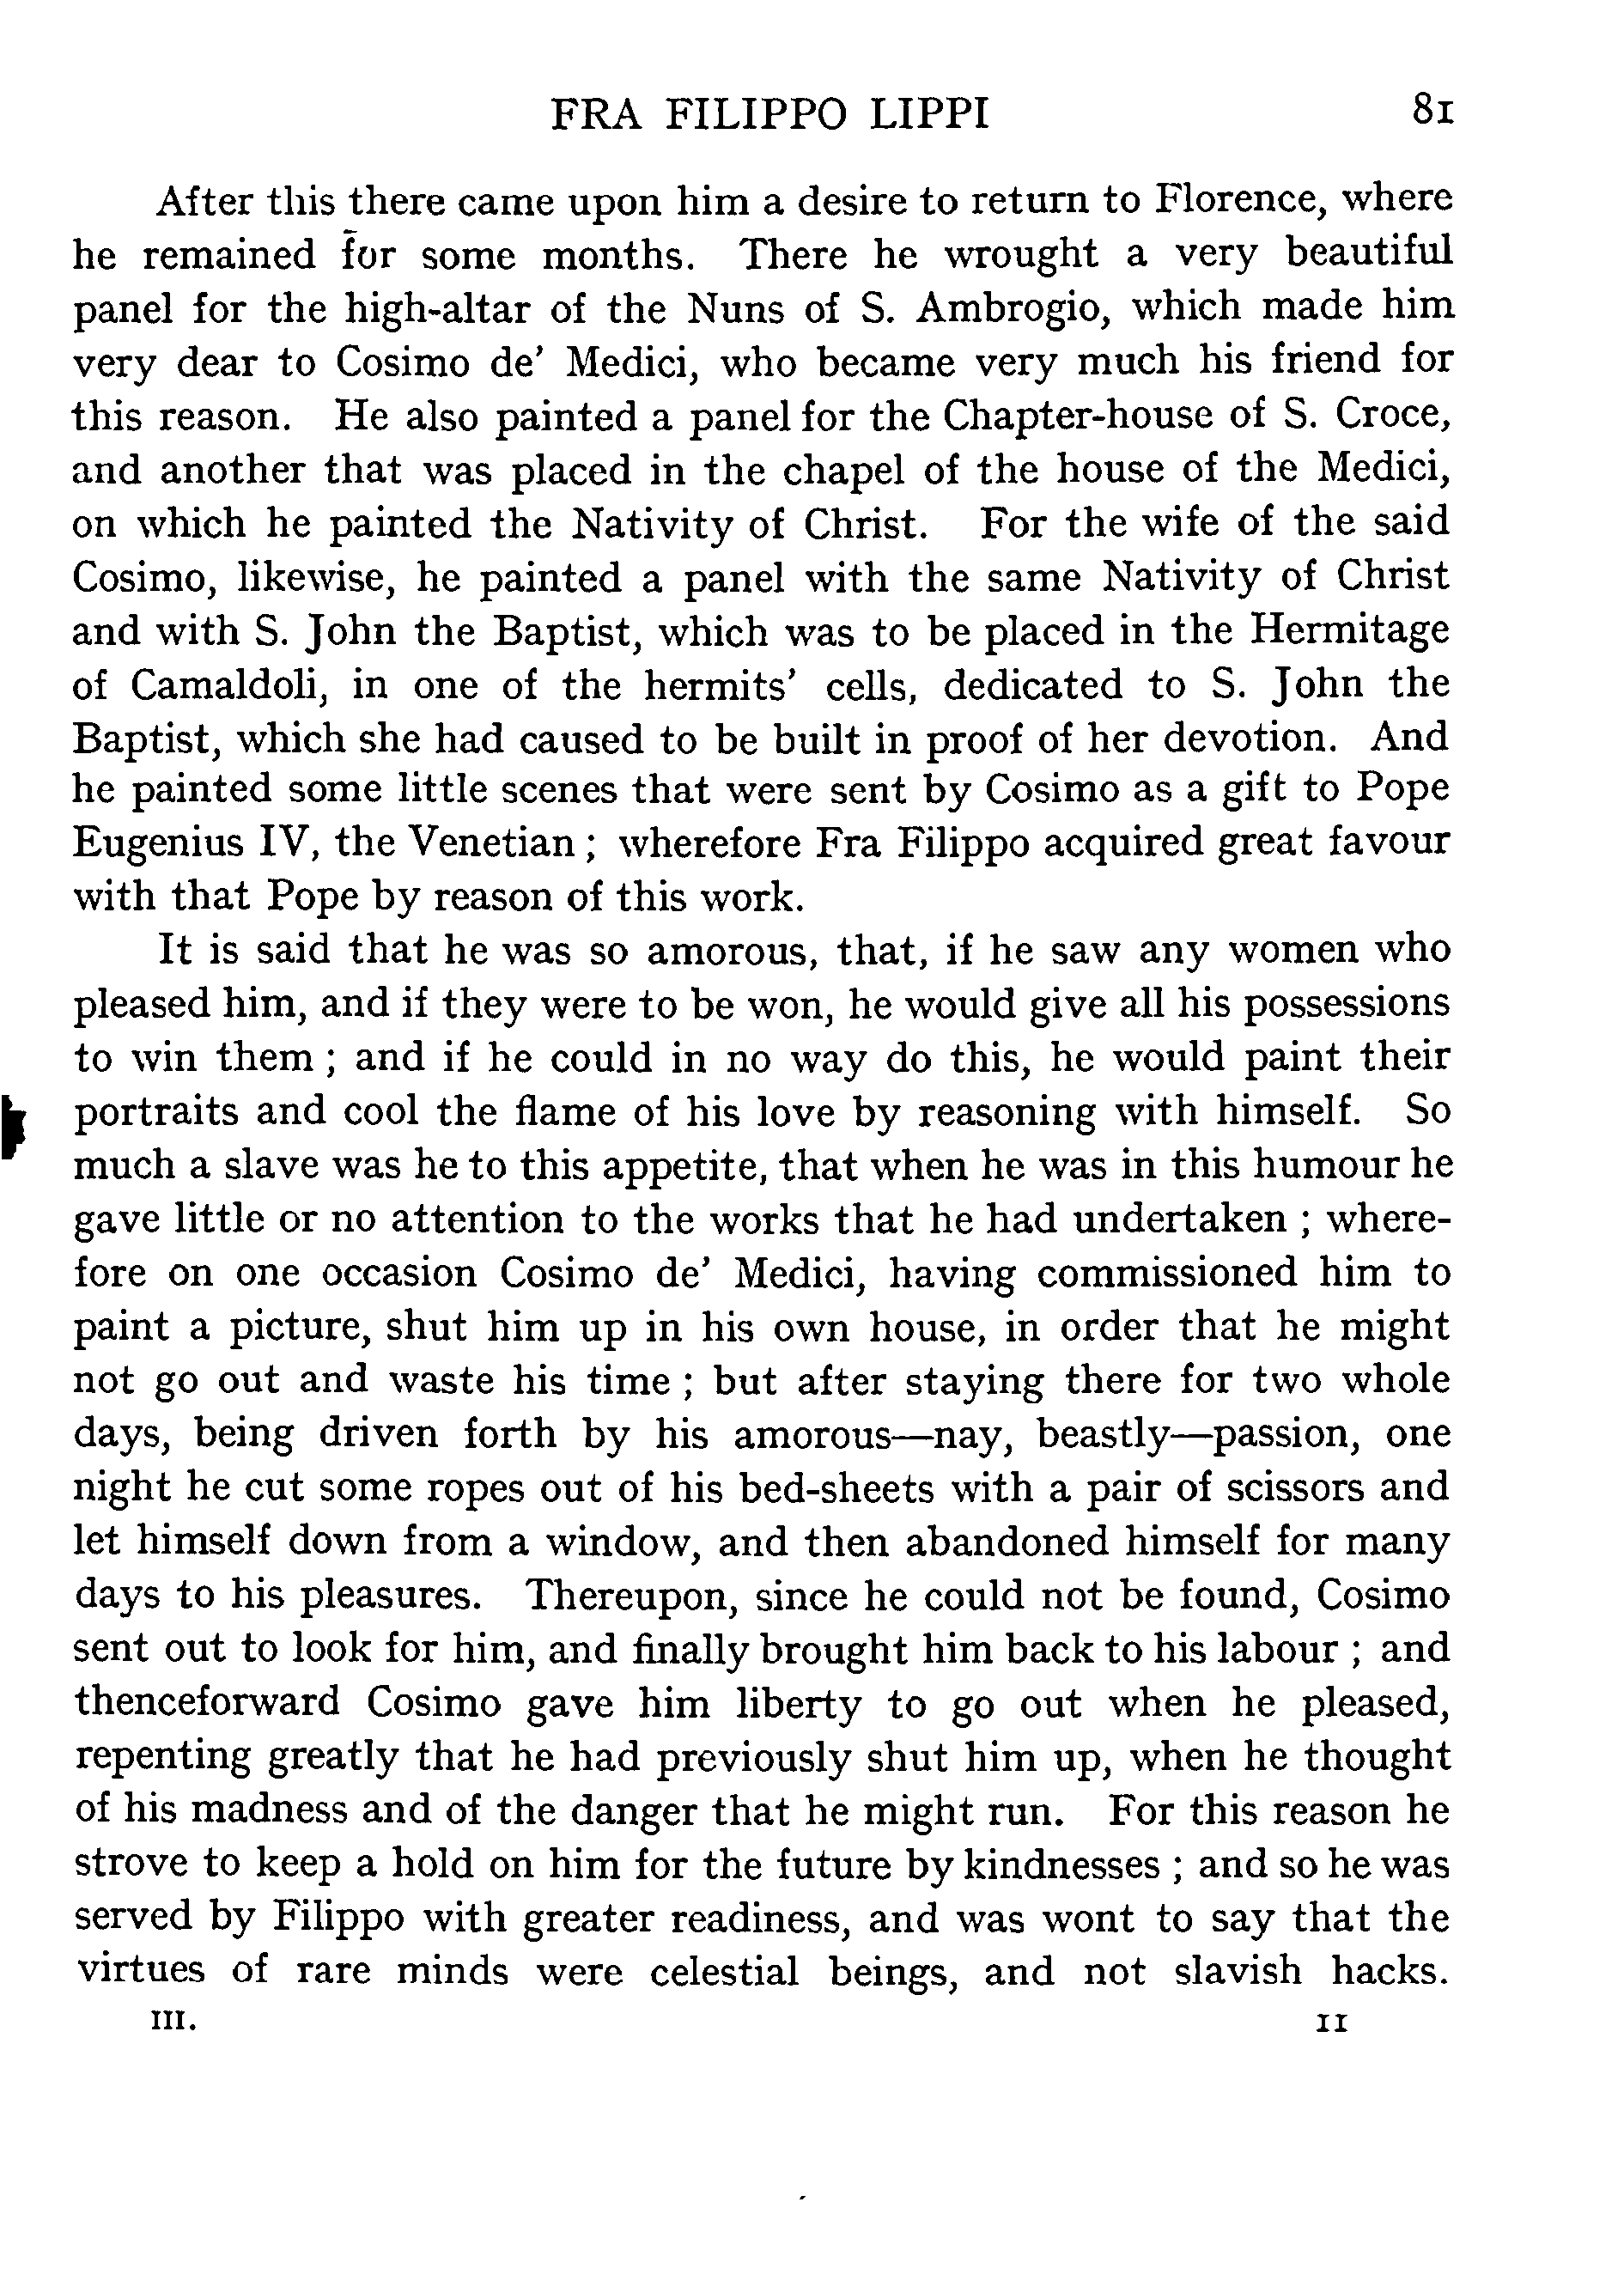 FRA FILIPPO LIPPI 81
After this there came upon him a desire to return to Florence, where
he remained for some months. There he wrought a very beautiful
panel for the high-altar of the Nuns of S. Ambrogio, which made him
very dear to Cosimo de' Medici, who became very much his friend for
this reason. He also painted a panel for the Chapter-house of S. Croce,
and another that was placed in the chapel of the house of the Medici,
on which he painted the Nativity of Christ. For the wife of the said
Cosimo, likewise, he painted a panel with the same Nativity of Christ
and with S. John the Baptist, which was to be placed in the Hermitage
of Camaldoli, in one of the hermits' cells, dedicated to S. John the
Baptist, which she had caused to be built in proof of her devotion. And
he painted some little scenes that were sent by Cosimo as a gift to Pope
Eugenius IV, the Venetian ; wherefore Fra Filippo acquired great favour
with that Pope by reason of this work.
It is said that he was so amorous, that, if he saw any women who
pleased him, and if they were to be won, he would give all his possessions
to win them ; and if he could in no way do this, he would paint their
portraits and cool the flame of his love by reasoning with himself. So
much a slave was he to this appetite, that when he was in this humour he
gave little or no attention to the works that he had undertaken ; where-
fore on one occasion Cosimo de' Medici, having commissioned him to
paint a picture, shut him up in his own house, in order that he might
not go out and waste his time ; but after staying there for two whole
days, being driven forth by his amorous—nay, beastly—passion, one
night he cut some ropes out of his bed-sheets with a pair of scissors and
let himself down from a window, and then abandoned himself for many
days to his pleasures. Thereupon, since he could not be found, Cosimo
sent out to look for him, and finally brought him back to his labour ; and
thenceforward Cosimo gave him liberty to go out when he pleased,
repenting greatly that he had previously shut him up, when he thought
of his madness and of the danger that he might run. For this reason he
strove to keep a hold on him for the future by kindnesses ; and so he was
served by Filippo with greater readiness, and was wont to say that the
virtues of rare minds were celestial beings, and not slavish hacks.
III. 11